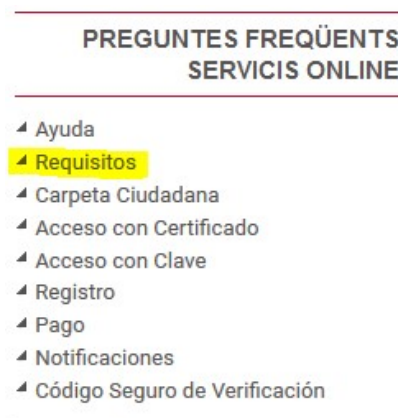 PREGUNTES FREQÜENTS
SERVICIS ONLINE
Ayuda
Requisitos
Carpeta Ciudadana
Acceso con Certificado
Acceso con Clave
Registro
Pago
Notificaciones
Código Seguro de Verificación